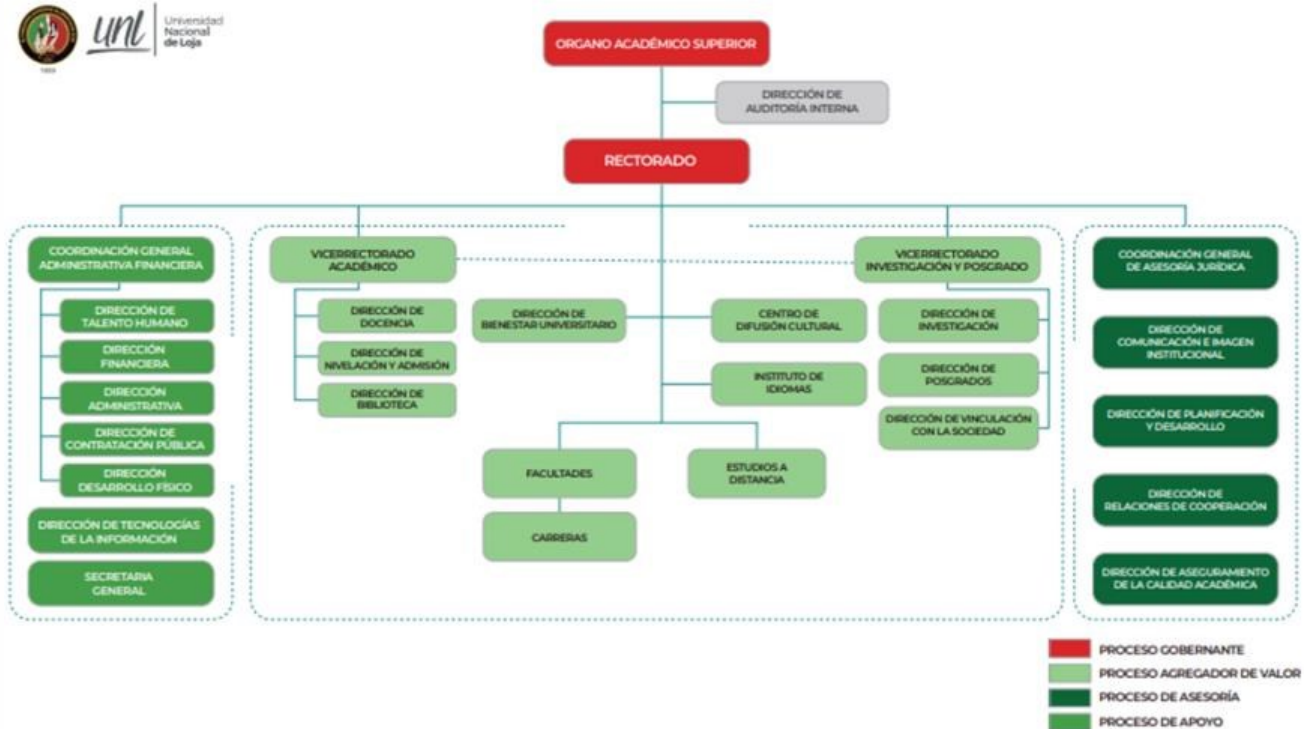 unl
Universidad
Nacional
de Loja
1859
ORGANO ACADÉMICO SUPERIOR
DIRECCIÓN DE
AUDITORÍA INTERNA
RECTORADO
COORDINACIÓN GENERAL
ADMINISTRATIVA FINANCIERA
DIRECCIÓN DE
TALENTO HUMANO
DIRECCIÓN
FINANCIERA
DIRECCIÓN
ADMINISTRATIVA
DIRECCIÓN DE
CONTRATACIÓN PÚBLICA
DIRECCIÓN
DESARROLLO FÍSICO
DIRECCIÓN DE TECNOLOGÍAS
DE LA INFORMACIÓN
SECRETARIA
GENERAL
VICERRECTORADO
ACADÉMICO
DIRECCIÓN DE
DOCENCIA
DIRECCIÓN DE
NIVELACIÓN Y ADMISIÓN
DIRECCIÓN DE
BIBLIOTECA
DIRECCIÓN DE
BIENESTAR UNIVERSITARIO
CENTRO DE
DIFUSIÓN CULTURAL
INSTITUTO DE
IDIOMAS
FACULTADES
CARRERAS
ESTUDIOS A
DISTANCIA
VICERRECTORADO
INVESTIGACIÓN Y POSGRADO
DIRECCIÓN DE
INVESTIGACIÓN
DIRECCIÓN DE
POSGRADOS
DIRECCIÓN DE VINCULACIÓN
CON LA SOCIEDAD
COORDINACIÓN GENERAL
DE ASESORÍA JURÍDICA
DIRECCIÓN DE
COMUNICACIÓN E IMAGEN
INSTITUCIONAL
DIRECCIÓN DE PLANIFICACIÓN
Y DESARROLLO
DIRECCIÓN DE
RELACIONES DE COOPERACIÓN
DIRECCIÓN DE ASEGURAMIENTO
DE LA CALIDAD ACADÉMICA
PROCESO GOBERNANTE
PROCESO AGREGADOR DE VALOR
PROCESO DE ASESORÍA
PROCESO DE APOYO